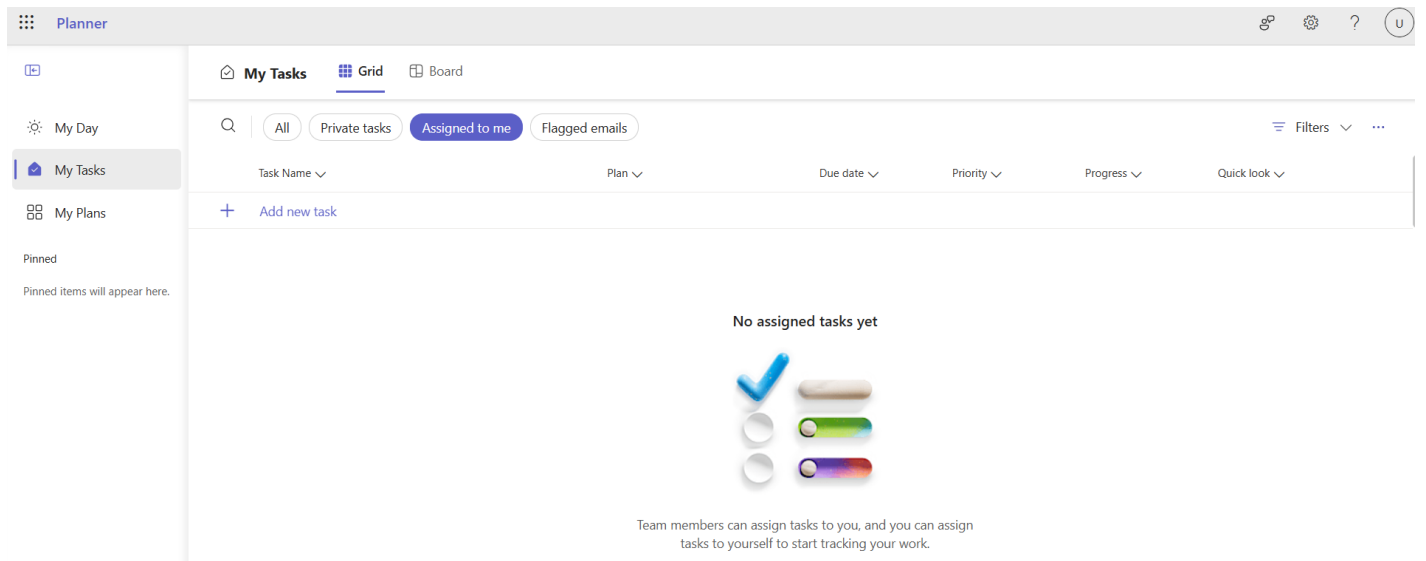 Planner
U
My Tasks Grid Board
My Day
All Private tasks Assigned to me Flagged emails Filters
My Tasks
Task Name Plan Due date Priority Progress Quick look
My Plans
Add new task
Pinned
Pinned items will appear here.
No assigned tasks yet
Team members can assign tasks to you, and you can assign
tasks to yourself to start tracking your work.